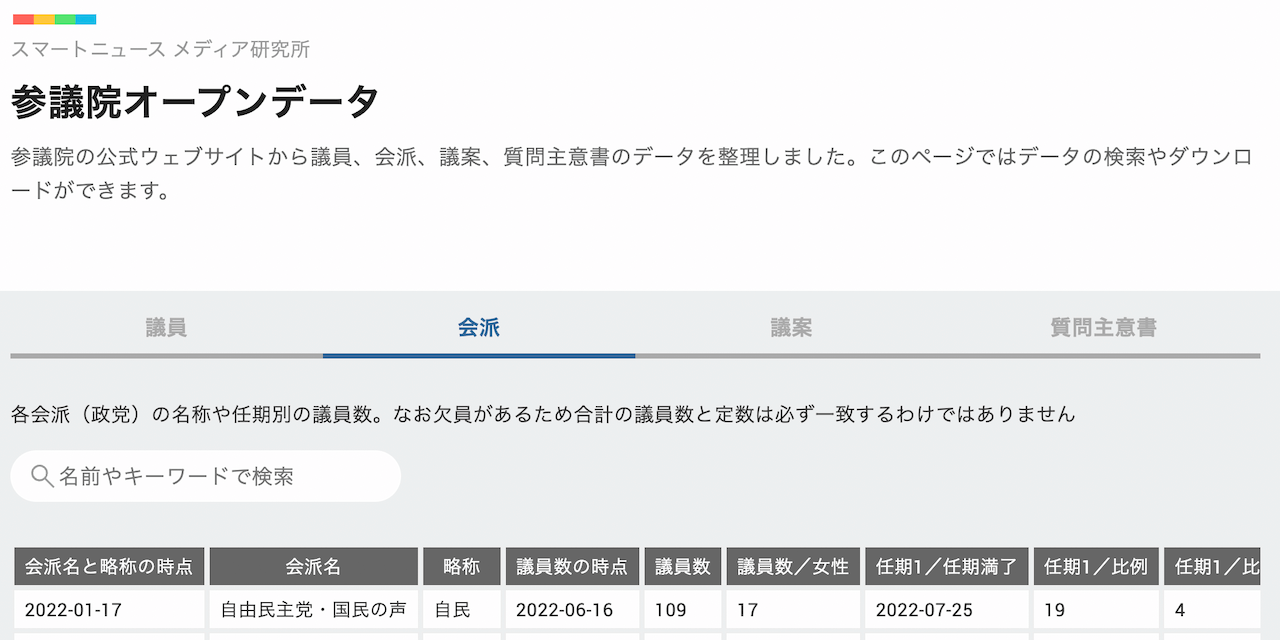 スマートニュース メディア研究所
参議院オープンデータ
参議院の公式ウェブサイトから議員、会派、議案、質問主意書のデータを整理しました。このページではデータの検索やダウンロ
ードができます。
議員 会派 議案 質問主意書
各会派（政党）の名称や任期別の議員数。なお欠員があるため合計の議員数と定数は必ず一致するわけではありません
名前やキーワードで検索
会派名と略称の時点 会派名 略称 議員数の時点 議員数 議員数／女性 任期1／任期満了 任期1／比例 任期1／比
2022-01-17 自由民主党・国民の声 自民 2022-06-16 109 17 2022-07-25 19 4